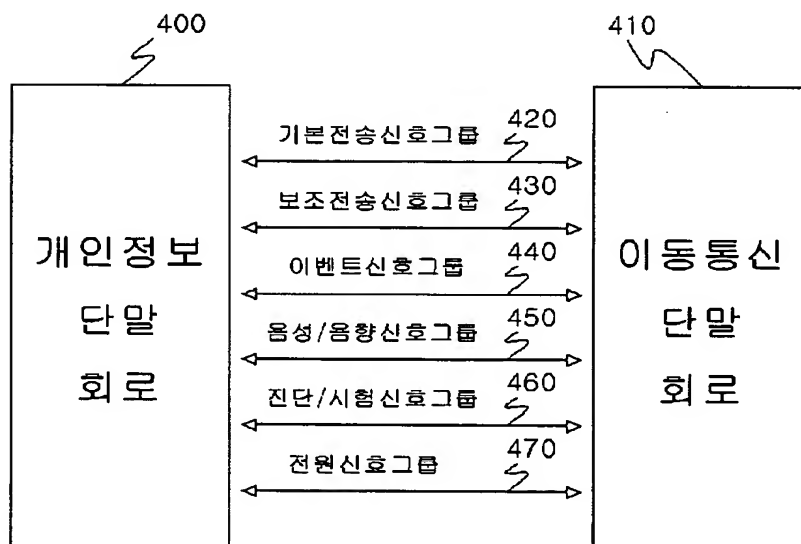 400
410
기본전송신호그룹
420
보조전송신호그룹
430
이벤트신호그룹
440
음성/음향신호그룹
450
진단/시험신호그룹
460
전원신호그룹
470
개인정보
단말
회로
이동통신
단말
회로